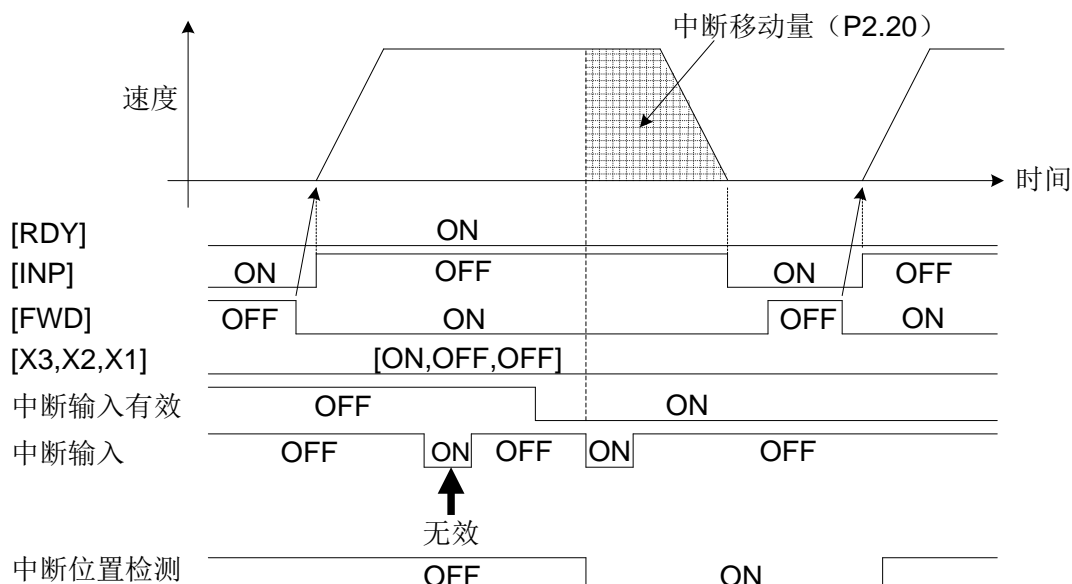 中断移动量（P2.20）
速度
时间
[RDY] ON
[INP] ON OFF ON OFF
[FWD] OFF ON OFF ON
[X3,X2,X1] [ON,OFF,OFF]
中断输入有效 OFF ON
中断输入 OFF ON OFF ON OFF
无效
中断位置检测 OFF ON